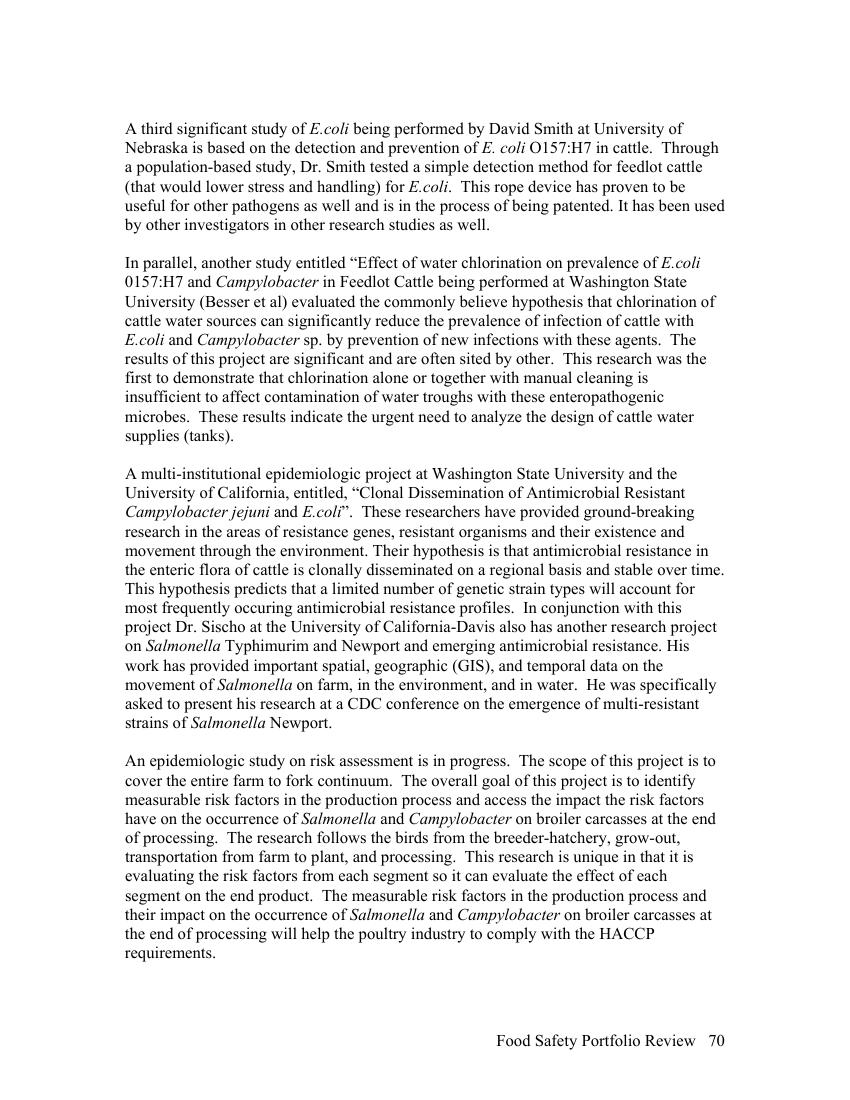 A third significant study of E.coli being performed by David Smith at University of
Nebraska is based on the detection and prevention of E. coli O157:H7 in cattle.  Through
a population-based study, Dr. Smith tested a simple detection method for feedlot cattle
(that would lower stress and handling) for E.coli.  This rope device has proven to be
useful for other pathogens as well and is in the process of being patented. It has been used
by other investigators in other research studies as well.
In parallel, another study entitled “Effect of water chlorination on prevalence of E.coli
0157:H7 and Campylobacter in Feedlot Cattle being performed at Washington State
University (Besser et al) evaluated the commonly believe hypothesis that chlorination of
cattle water sources can significantly reduce the prevalence of infection of cattle with
E.coli and Campylobacter sp. by prevention of new infections with these agents.  The
results of this project are significant and are often sited by other.  This research was the
first to demonstrate that chlorination alone or together with manual cleaning is
insufficient to affect contamination of water troughs with these enteropathogenic
microbes.  These results indicate the urgent need to analyze the design of cattle water
supplies (tanks).
A multi-institutional epidemiologic project at Washington State University and the
University of California, entitled, “Clonal Dissemination of Antimicrobial Resistant
Campylobacter jejuni and E.coli”.  These researchers have provided ground-breaking
research in the areas of resistance genes, resistant organisms and their existence and
movement through the environment. Their hypothesis is that antimicrobial resistance in
the enteric flora of cattle is clonally disseminated on a regional basis and stable over time.
This hypothesis predicts that a limited number of genetic strain types will account for
most frequently occuring antimicrobial resistance profiles.  In conjunction with this
project Dr. Sischo at the University of California-Davis also has another research project
on Salmonella Typhimurim and Newport and emerging antimicrobial resistance. His
work has provided important spatial, geographic (GIS), and temporal data on the
movement of Salmonella on farm, in the environment, and in water.  He was specifically
asked to present his research at a CDC conference on the emergence of multi-resistant
strains of Salmonella Newport.
An epidemiologic study on risk assessment is in progress.  The scope of this project is to
cover the entire farm to fork continuum.  The overall goal of this project is to identify
measurable risk factors in the production process and access the impact the risk factors
have on the occurrence of Salmonella and Campylobacter on broiler carcasses at the end
of processing.  The research follows the birds from the breeder-hatchery, grow-out,
transportation from farm to plant, and processing.  This research is unique in that it is
evaluating the risk factors from each segment so it can evaluate the effect of each
segment on the end product.  The measurable risk factors in the production process and
their impact on the occurrence of Salmonella and Campylobacter on broiler carcasses at
the end of processing will help the poultry industry to comply with the HACCP
requirements.
Food Safety Portfolio Review   70